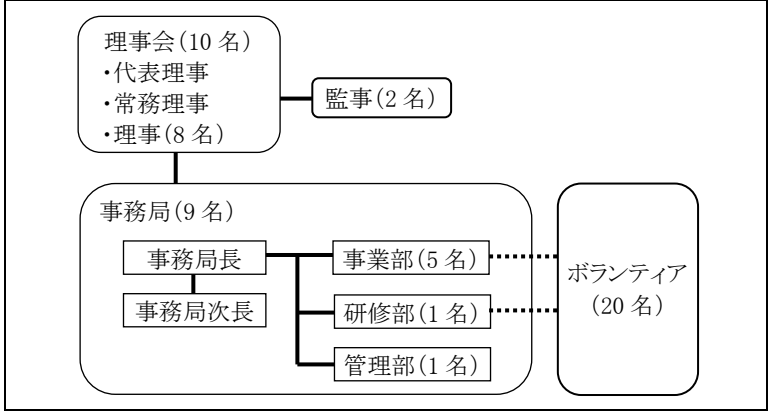 理事会(10 名)
・代表理事
・常務理事
・理事(8 名)
監事(2 名)
事務局(9 名)
事務局長
事務局次長
事業部(5 名)
研修部(1 名)
管理部(1 名)
ボランティア
(20 名)